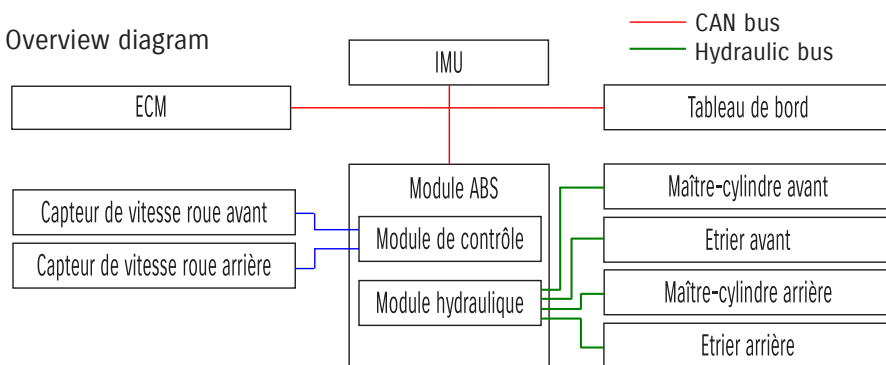 Overview diagram
CAN bus
Hydraulic bus
IMU
ECM
Tableau de bord
Module ABS
Capteur de vitesse roue avant
Capteur de vitesse roue arrière
Module de contrôle
Module hydraulique
Maître-cylindre avant
Etrier avant
Maître-cylindre arrière
Etrier arrière